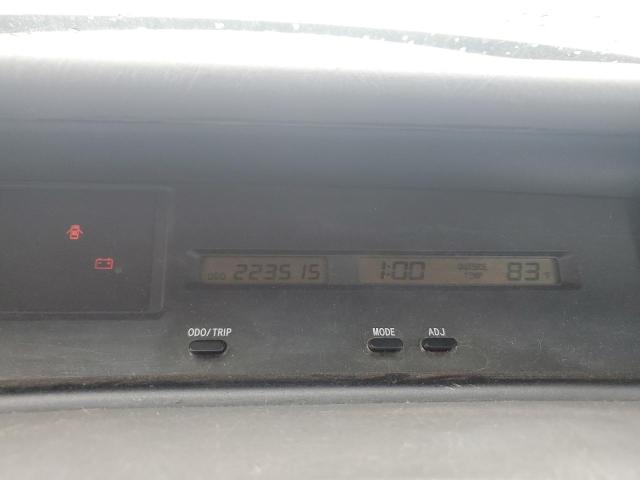 ODO 223515 1:00 OUTSIDE TEMP 83 °F
ODO/TRIP MODE ADJ